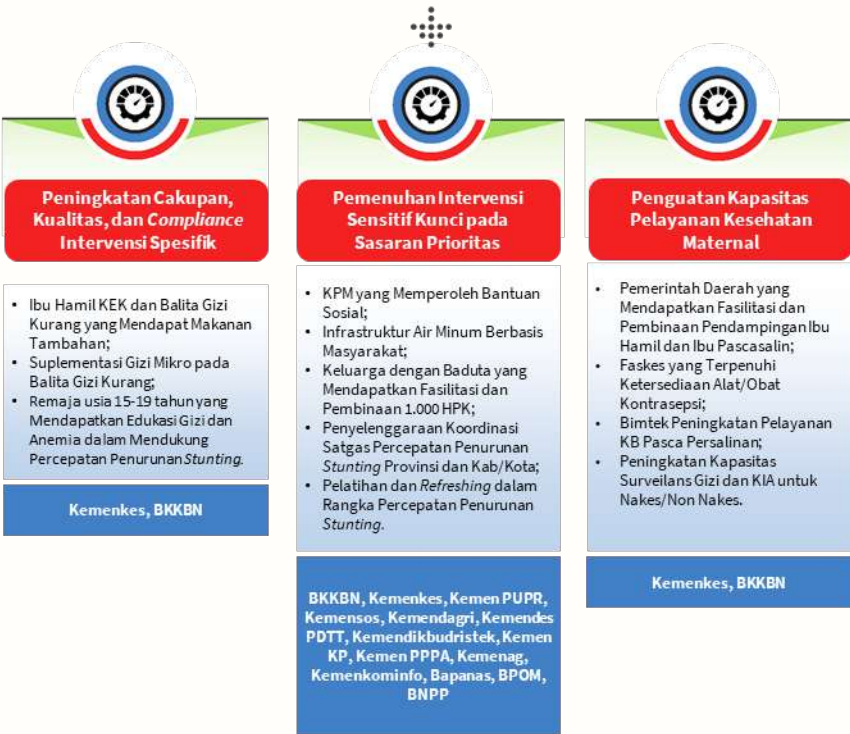 Peningkatan Cakupan,
Kualitas, dan Compliance
Intervensi Spesifik
• Ibu Hamil KEK dan Balita Gizi
Kurang yang Mendapat Makanan
Tambahan;
• Suplementasi Gizi Mikro pada
Balita Gizi Kurang;
• Remaja usia 15-19 tahun yang
Mendapatkan Edukasi Gizi dan
Anemia dalam Mendukung
Percepatan Penurunan Stunting.
Kemenkes, BKKBN
Pemenuhan Intervensi
Sensitif Kunci pada
Sasaran Prioritas
• KPM yang Memperoleh Bantuan
Sosial;
• Infrastruktur Air Minum Berbasis
Masyarakat;
• Keluarga dengan Baduta yang
Mendapatkan Fasilitasi dan
Pembinaan 1.000 HPK;
• Penyelenggaraan Koordinasi
Satgas Percepatan Penurunan
Stunting Provinsi dan Kab/Kota;
• Pelatihan dan Refreshing dalam
Rangka Percepatan Penurunan
Stunting.
BKKBN, Kemenkes, Kemen PUPR,
Kemensos, Kemendagri, Kemendes
PDTT, Kemendikbudristek, Kemen
KP, Kemen PPPA, Kemenag,
Kemenkominfo, Bapanas, BPOM,
BNPP
Penguatan Kapasitas
Pelayanan Kesehatan
Maternal
• Pemerintah Daerah yang
Mendapatkan Fasilitasi dan
Pembinaan Pendampingan Ibu
Hamil dan Ibu Pascasalin;
• Faskes yang Terpenuhi
Ketersediaan Alat/Obat
Kontrasepsi;
• Bimtek Peningkatan Pelayanan
KB Pasca Persalinan;
• Peningkatan Kapasitas
Surveilans Gizi dan KIA untuk
Nakes/Non Nakes.
Kemenkes, BKKBN